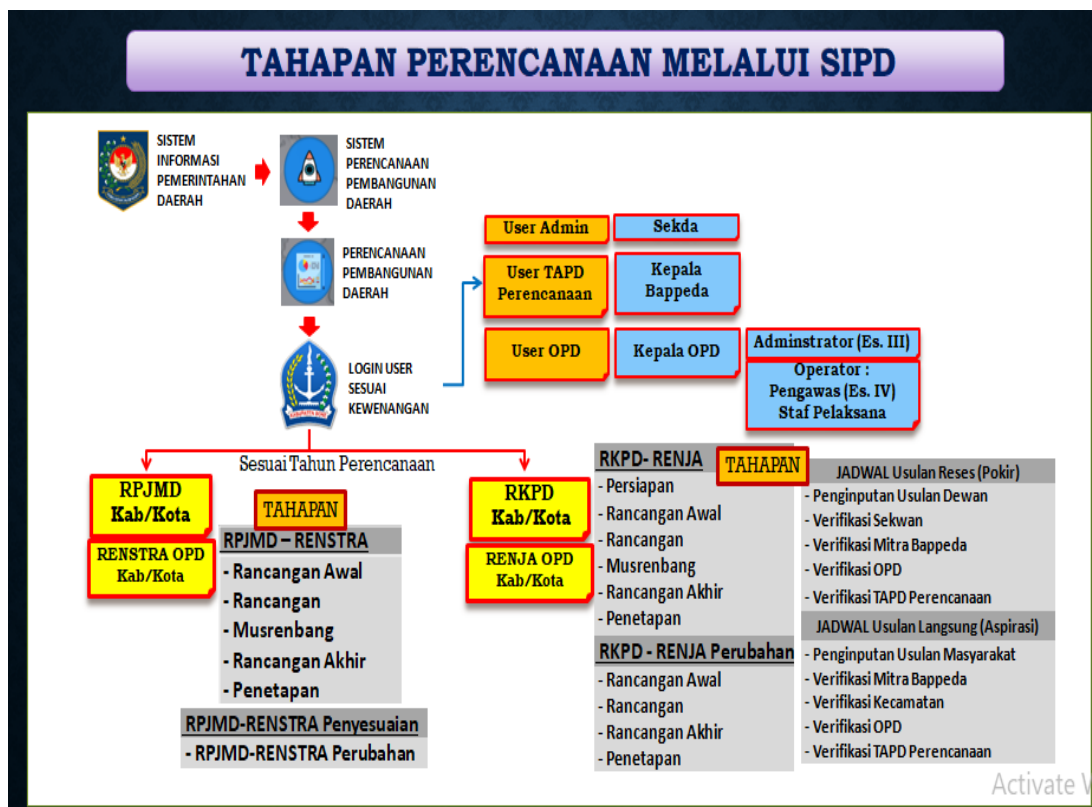 TAHAPAN PERENCANAAN MELALUI SIPD
SISTEM
INFORMASI
PEMERINTAHAN
DAERAH
SISTEM
PERENCANAAN
PEMBANGUNAN
DAERAH
PERENCANAAN
PEMBANGUNAN
DAERAH
LOGIN USER
SESUAI
KEWENANGAN
KABUPATEN BONE
User Admin
Sekda
User TAPD
Perencanaan
Kepala
Bappeda
User OPD
Kepala OPD
Adminstrator (Es. III)
Operator :
Pengawas (Es. IV)
Staf Pelaksana
Sesuai Tahun Perencanaan
RPJMD
Kab/Kota
RENSTRA OPD
Kab/Kota
TAHAPAN
RPJMD – RENSTRA
- Rancangan Awal
- Rancangan
- Musrenbang
- Rancangan Akhir
- Penetapan
RPJMD-RENSTRA Penyesuaian
- RPJMD-RENSTRA Perubahan
RKPD
Kab/Kota
RENJA OPD
Kab/Kota
TAHAPAN
RKPD- RENJA
- Persiapan
- Rancangan Awal
- Rancangan
- Musrenbang
- Rancangan Akhir
- Penetapan
RKPD - RENJA Perubahan
- Rancangan Awal
- Rancangan
- Rancangan Akhir
- Penetapan
JADWAL Usulan Reses (Pokir)
- Penginputan Usulan Dewan
- Verifikasi Sekwan
- Verifikasi Mitra Bappeda
- Verifikasi OPD
- Verifikasi TAPD Perencanaan
JADWAL Usulan Langsung (Aspirasi)
- Penginputan Usulan Masyarakat
- Verifikasi Mitra Bappeda
- Verifikasi Kecamatan
- Verifikasi OPD
- Verifikasi TAPD Perencanaan
Activate